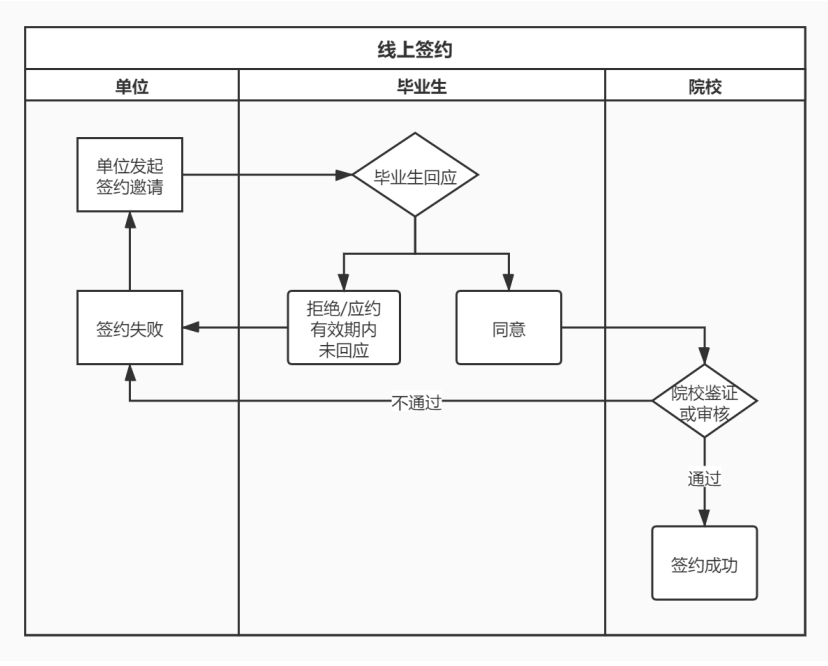 线上签约
单位
毕业生
院校
单位发起
签约邀请
毕业生回应
签约失败
拒绝/应约
有效期内
未回应
同意
不通过
院校鉴证
或审核
通过
签约成功